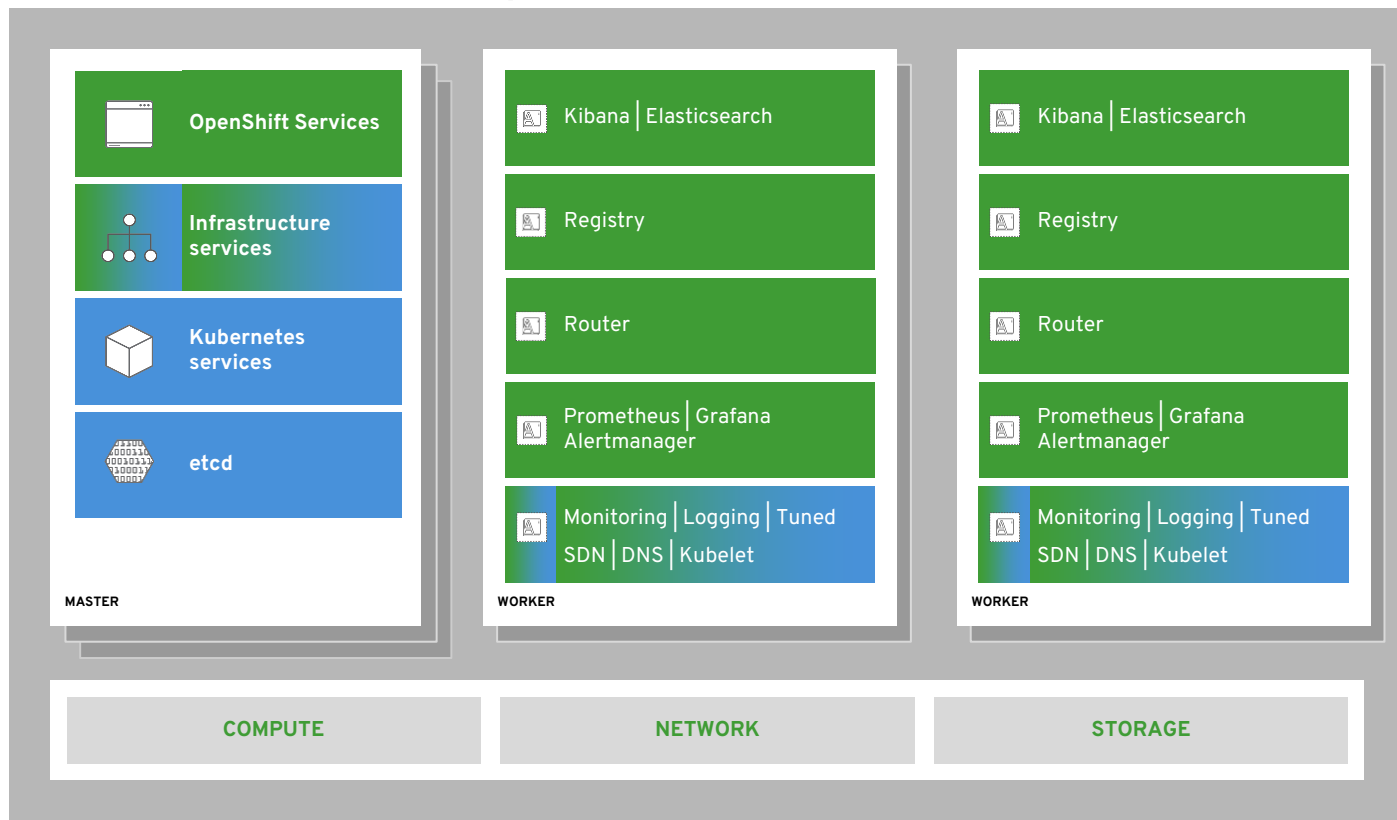 OpenShift Services
Infrastructure
services
Kubernetes
services
etcd
MASTER
Kibana | Elasticsearch
Registry
Router
Prometheus | Grafana
Alertmanager
Monitoring | Logging | Tuned
SDN | DNS | Kubelet
WORKER
Kibana | Elasticsearch
Registry
Router
Prometheus | Grafana
Alertmanager
Monitoring | Logging | Tuned
SDN | DNS | Kubelet
WORKER
COMPUTE
NETWORK
STORAGE